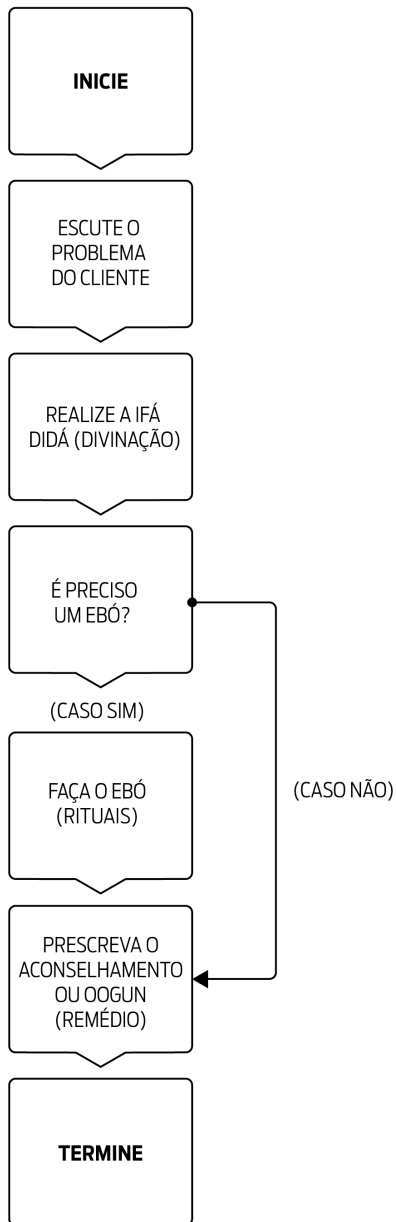 INICIE
ESCUTE O
PROBLEMA
DO CLIENTE
REALIZE A IFÁ
DIDÁ (DIVINAÇÃO)
É PRECISO
UM EBÓ?
(CASO SIM)
FAÇA O EBÓ
(RITUAIS)
(CASO NÃO)
PRESCREVA O
ACONSELHAMENTO
OU OOGUN
(REMÉDIO)
TERMINE